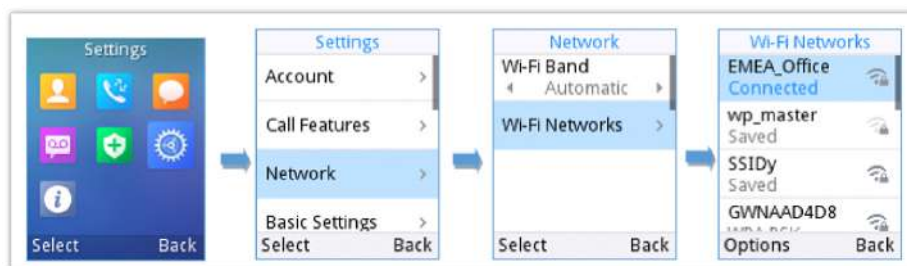 Settings
Select Back
Settings
Account
Call Features
Network
Basic Settings
Select Back
Network
Wi-Fi Band
Automatic
Wi-Fi Networks
Select Back
Wi-Fi Networks
EMEA_Office
Connected
wp_master
Saved
SSIDy
Saved
GWNAAD4D8
Options Back